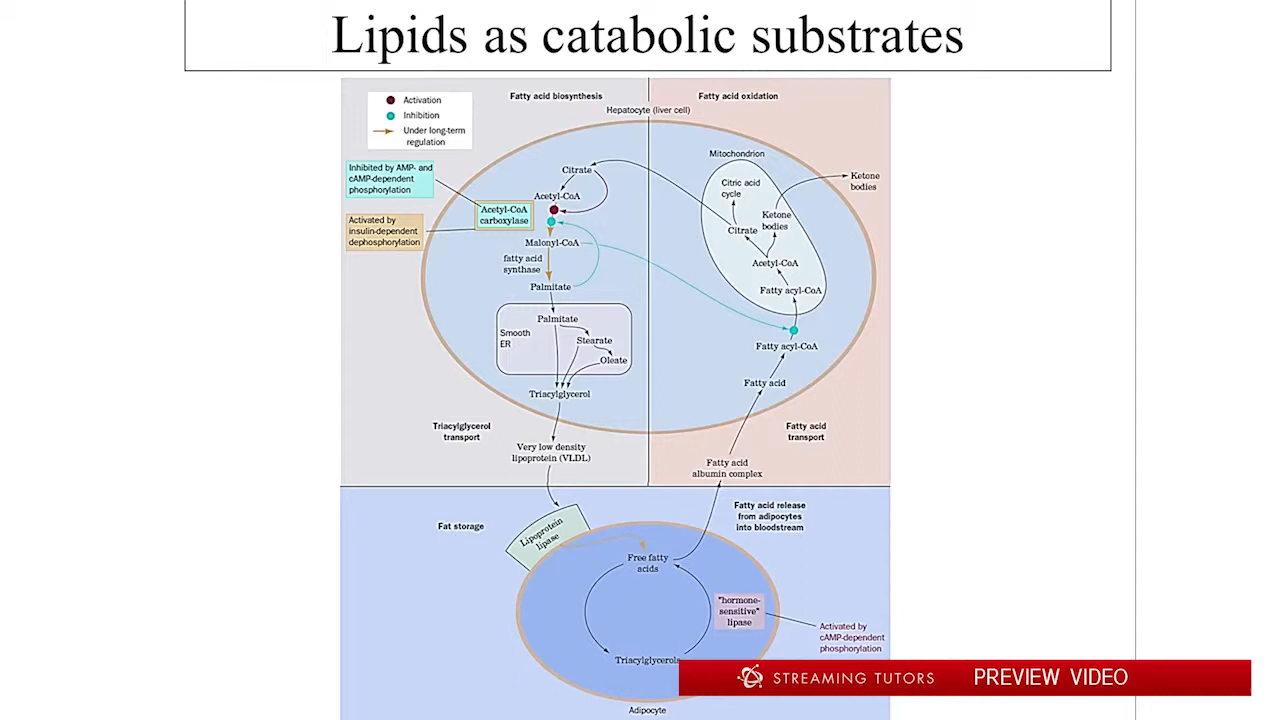 Lipids as catabolic substrates
Activation
Inhibition
Under long-term
regulation
Fatty acid biosynthesis
Fatty acid oxidation
Hepatocyte (liver cell)
Inhibited by AMP- and
cAMP-dependent
phosphorylation
Activated by
insulin-dependent
dephosphorylation
Acetyl-CoA
carboxylase
Citrate
Acetyl-CoA
Malonyl-CoA
fatty acid
synthase
Palmitate
Palmitate
Smooth
ER
Stearate
Oleate
Triacylglycerol
Mitochondrion
Citric acid
cycle
Ketone
bodies
Ketone
bodies
Citrate
Acetyl-CoA
Fatty acyl-CoA
Fatty acyl-CoA
Fatty acid
Triacylglycerol
transport
Fatty acid
transport
Very low density
lipoprotein (VLDL)
Fatty acid
albumin complex
Fat storage
Lipoprotein
lipase
Fatty acid release
from adipocytes
into bloodstream
Free fatty
acids
"hormone-
sensitive"
lipase
Activated by
cAMP-dependent
phosphorylation
Triacylglycerols
Adipocyte
STREAMING TUTORS
PREVIEW VIDEO